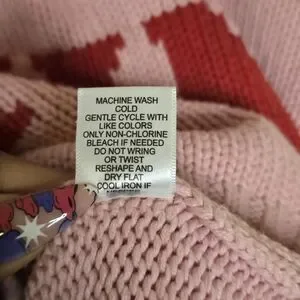 MACHINE WASH
COLD
GENTLE CYCLE WITH
LIKE COLORS
ONLY NON-CHLORINE
BLEACH IF NEEDED
DO NOT WRING
OR TWIST
RESHAPE AND
DRY FLAT
COOL IRON IF